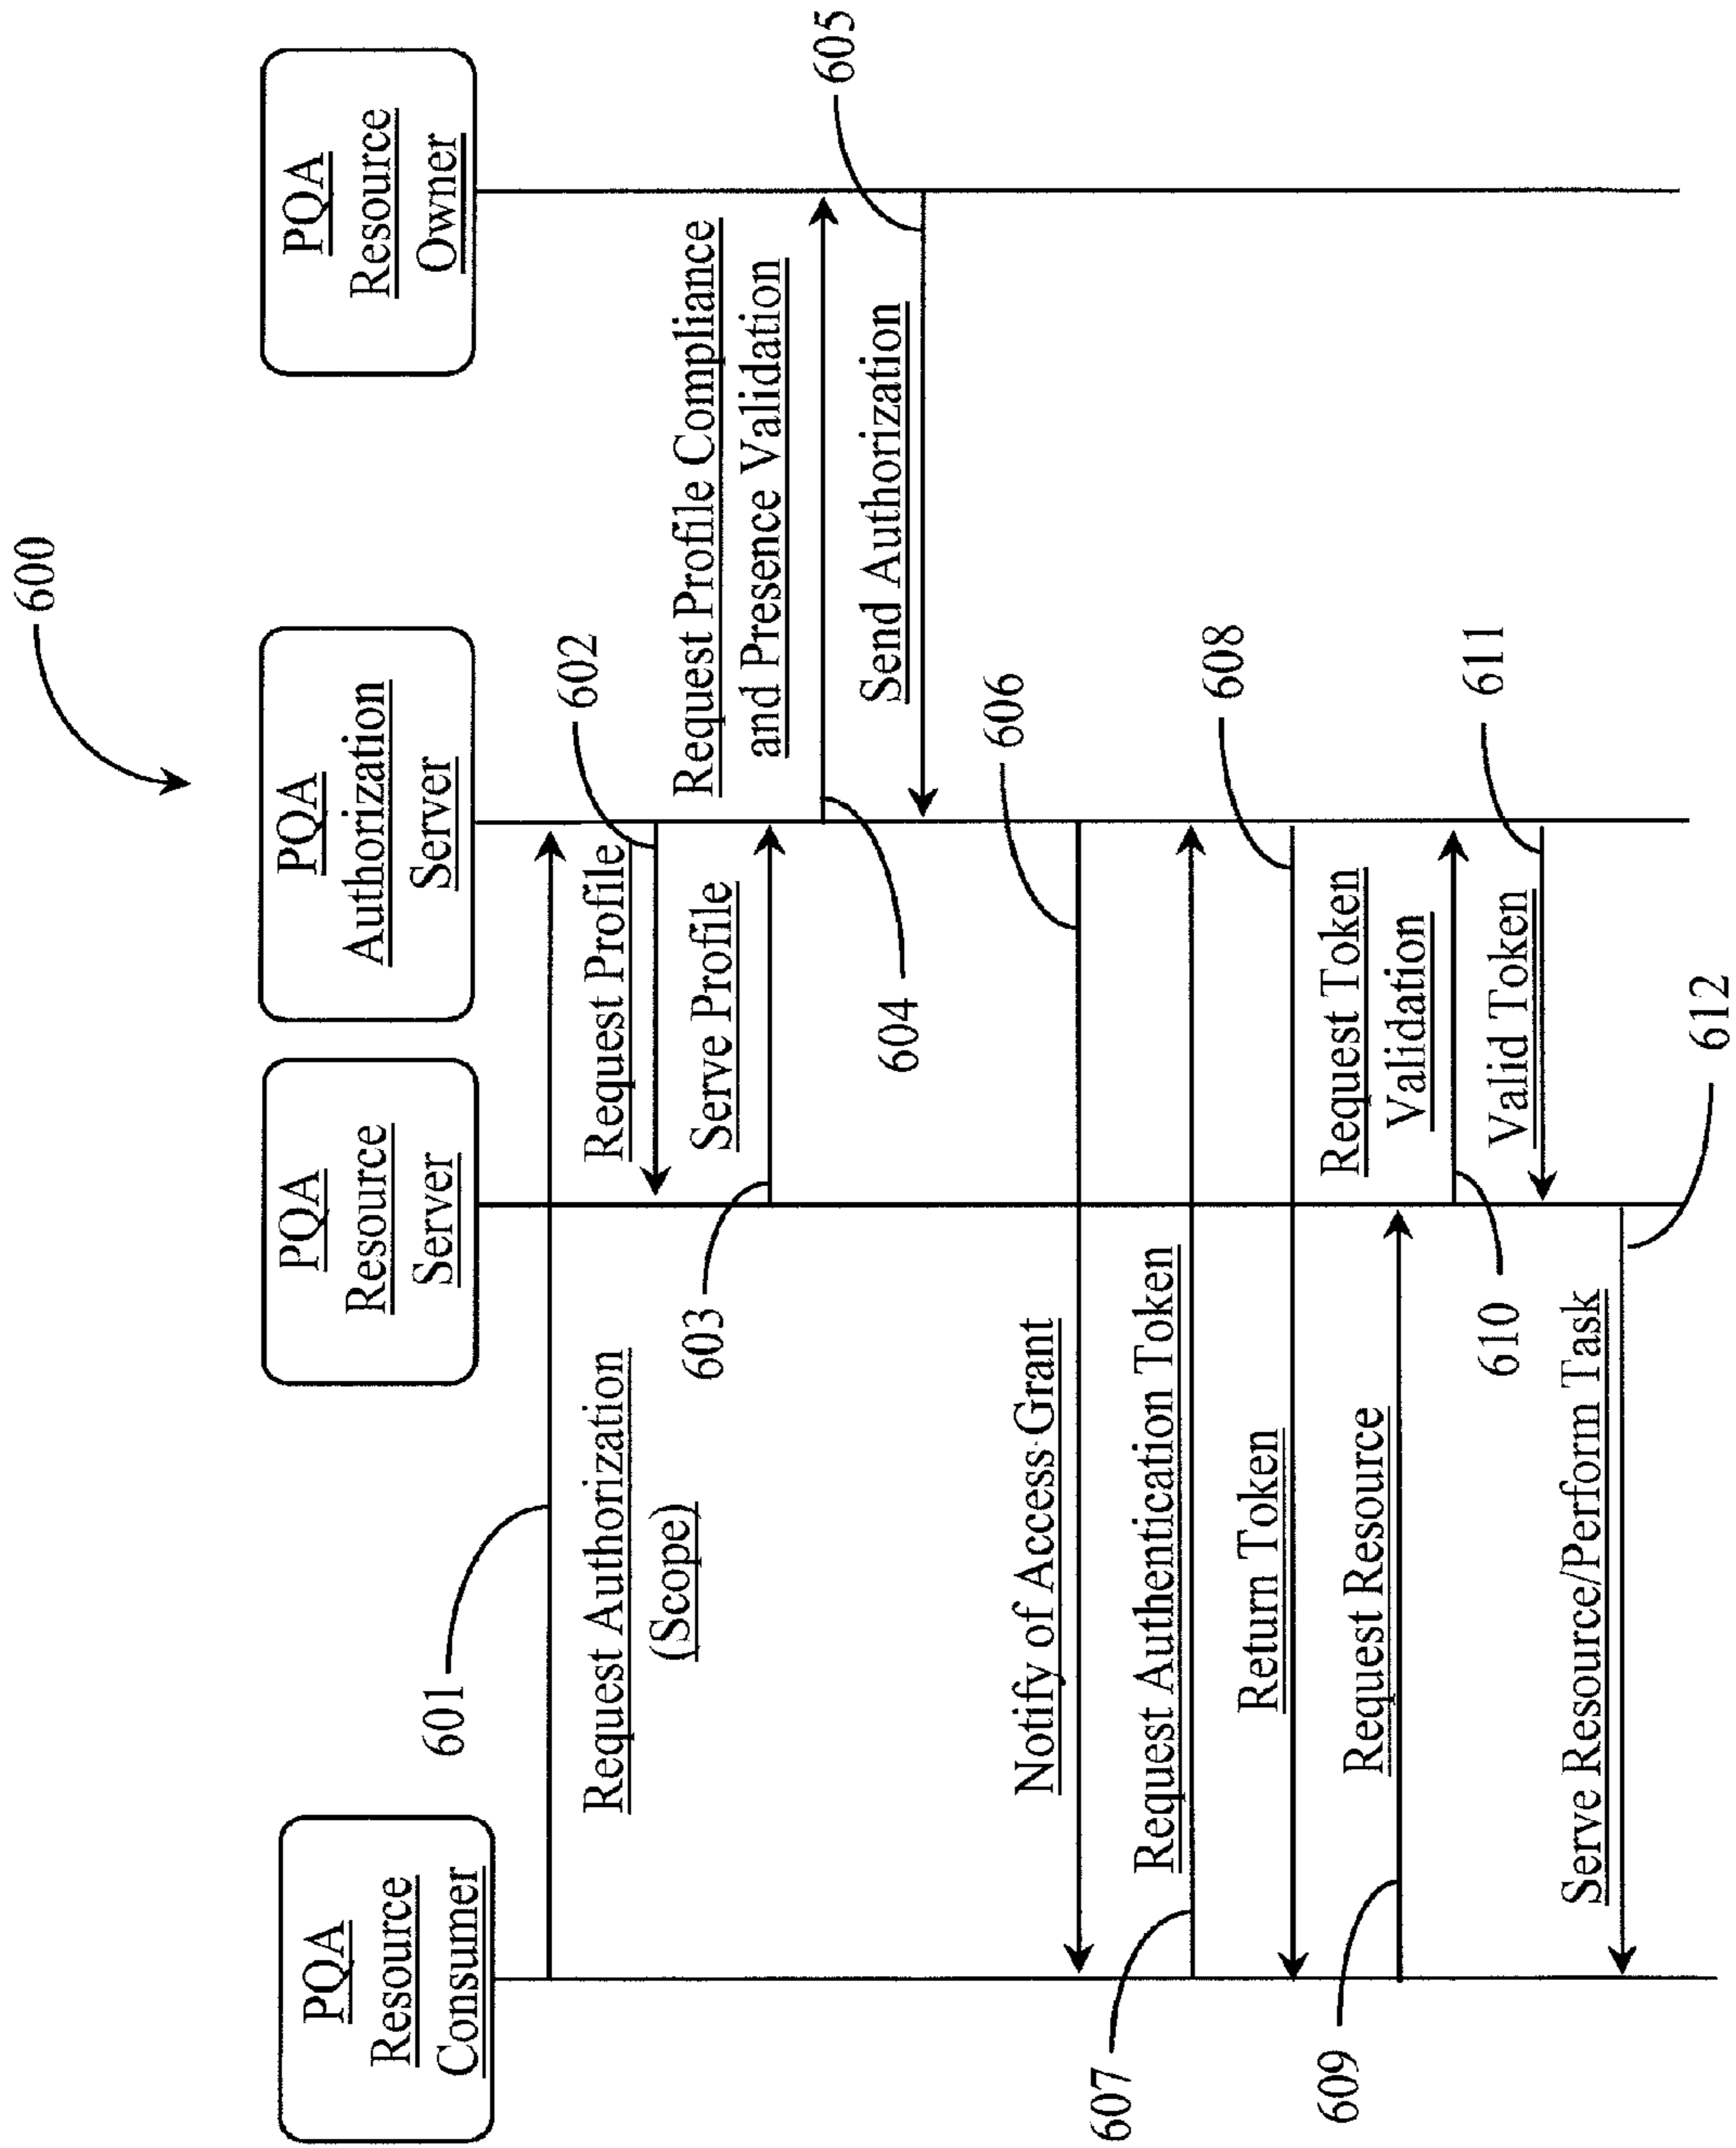 600
PQA
Resource
Consumer
PQA
Resource
Server
PQA
Authorization
Server
PQA
Resource
Owner
601
Request Authorization
(Scope)
602
Request Profile
603
Serve Profile
604
Request Profile Compliance
and Presence Validation
605
Send Authorization
606
Notify of Access Grant
607
Request Authentication Token
608
Return Token
609
Request Resource
610
Request Token
Validation
611
Valid Token
612
Serve Resource/Perform Task